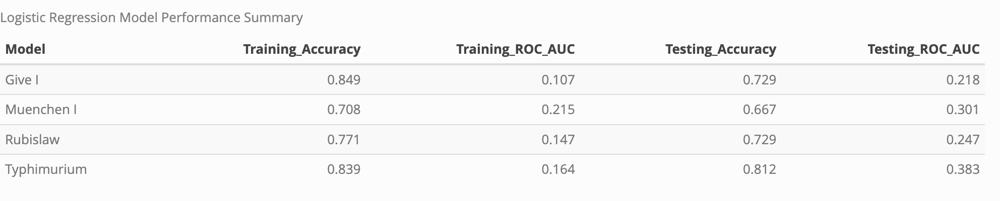 Logistic Regression Model Performance Summary
Model Training_Accuracy Training_ROC_AUC Testing_Accuracy Testing_ROC_AUC
Give I 0.849 0.107 0.729 0.218
Muenchen I 0.708 0.215 0.667 0.301
Rubislaw 0.771 0.147 0.729 0.247
Typhimurium 0.839 0.164 0.812 0.383